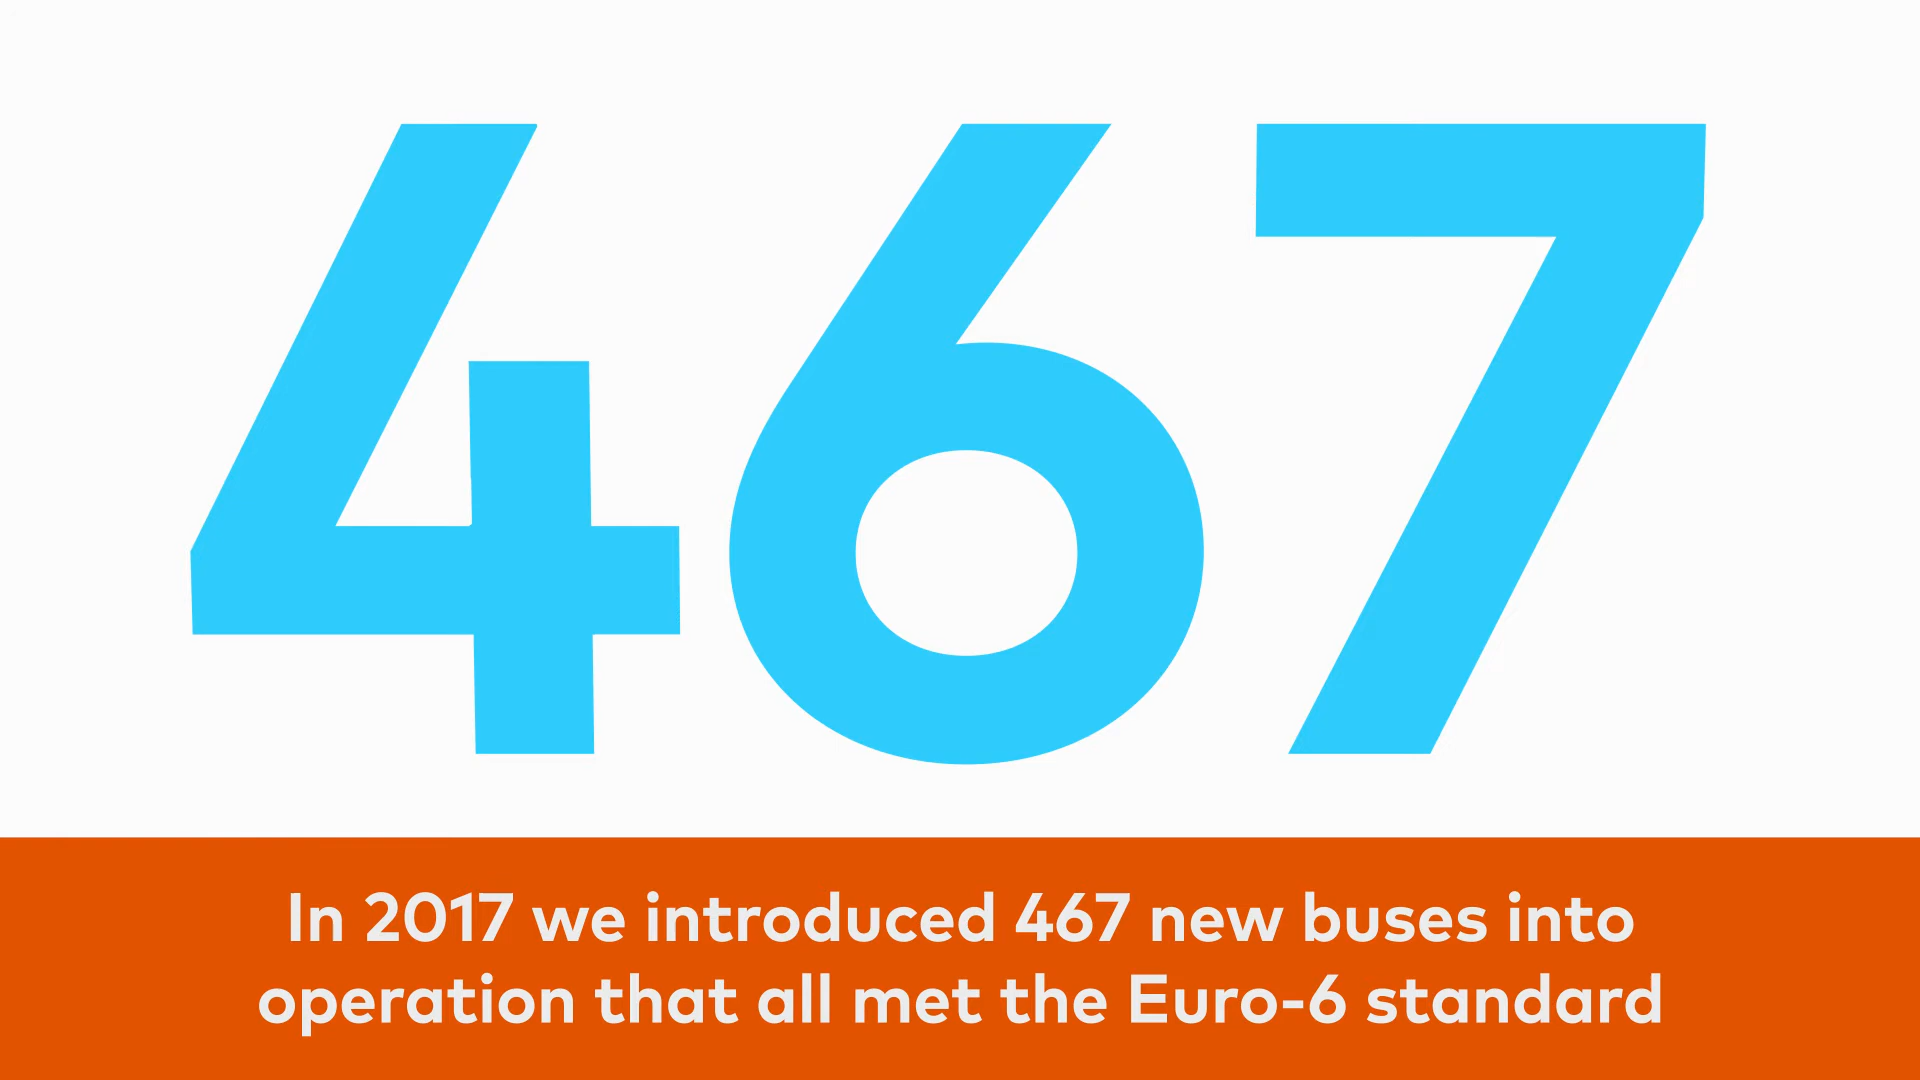 467
In 2017 we introduced 467 new buses into
operation that all met the Euro-6 standard